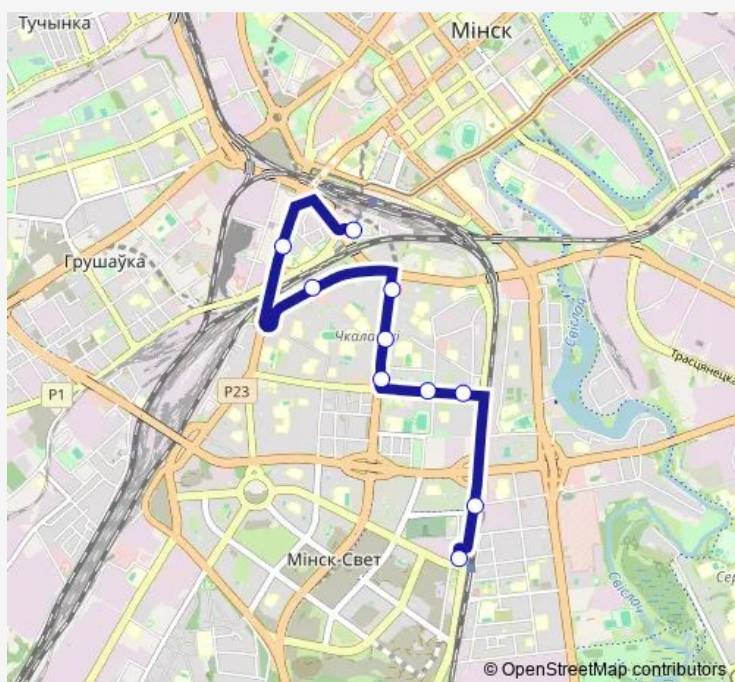 Тучынка
Мінск
Грушаўка
Свіслач
Чкалаўскі
Трасцянецка
P1
P23
Мінск-Свет
Свіслач
Сер
© OpenStreetMap contributors